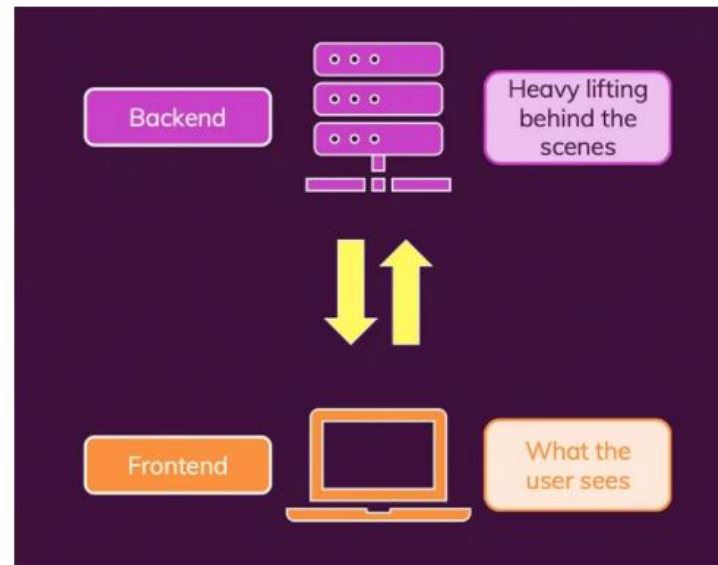 Backend
Heavy lifting
behind the
scenes
Frontend
What the
user sees